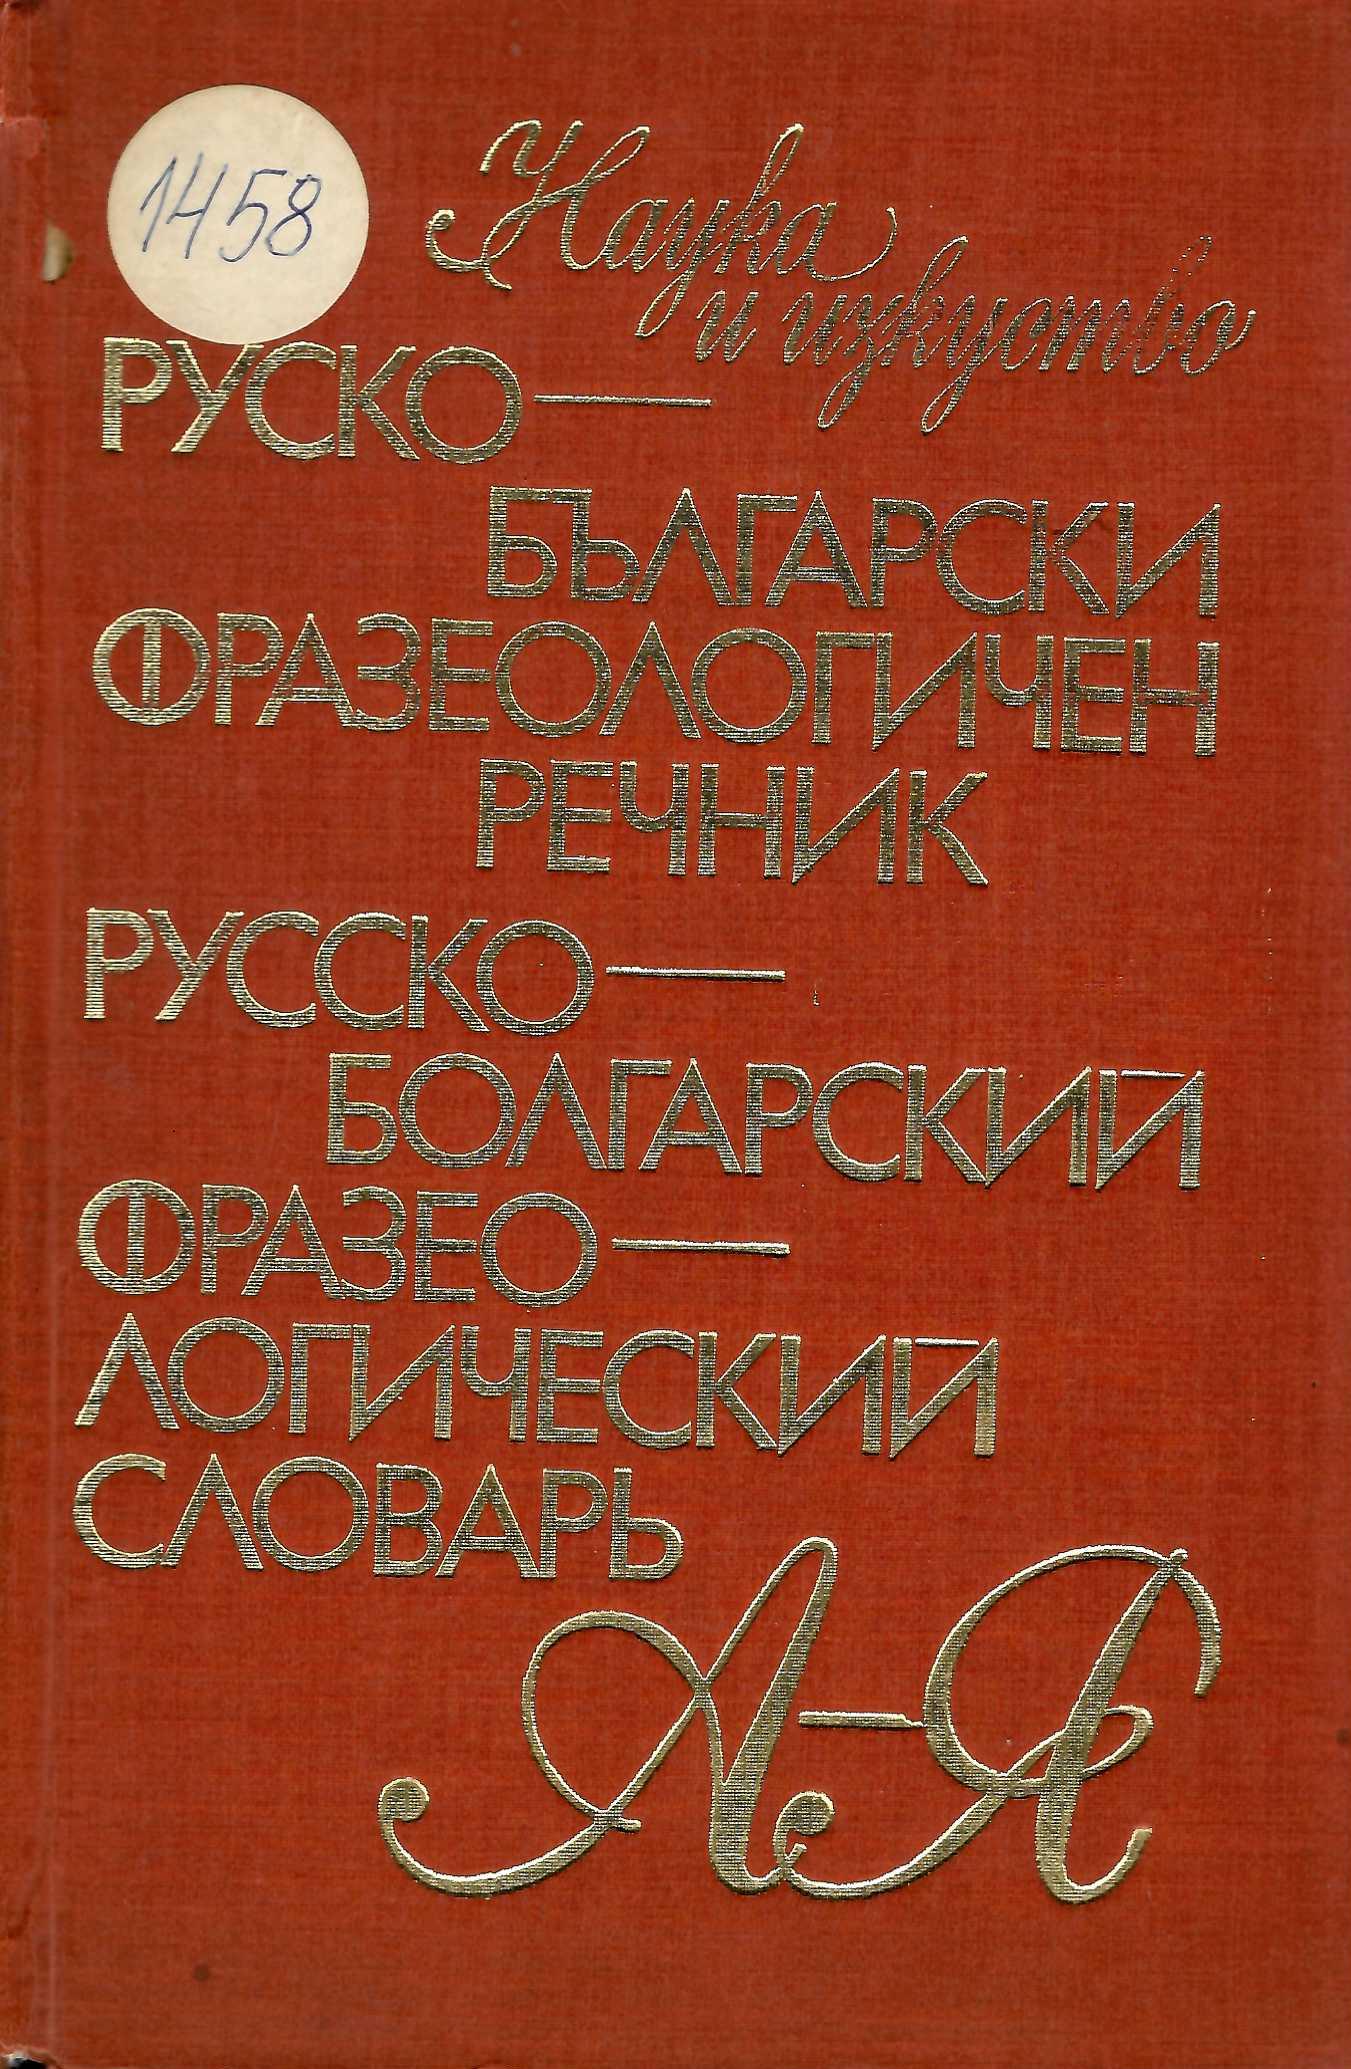 1458
Наука
и изкуство
РУСКО—
БЪЛГАРСКИ
ФРАЗЕОЛОГИЧЕН
РЕЧНИК
РУССКО—
БОЛГАРСКИЙ
ФРАЗЕО—
ЛОГИЧЕСКИЙ
СЛОВАРЬ
А—Я